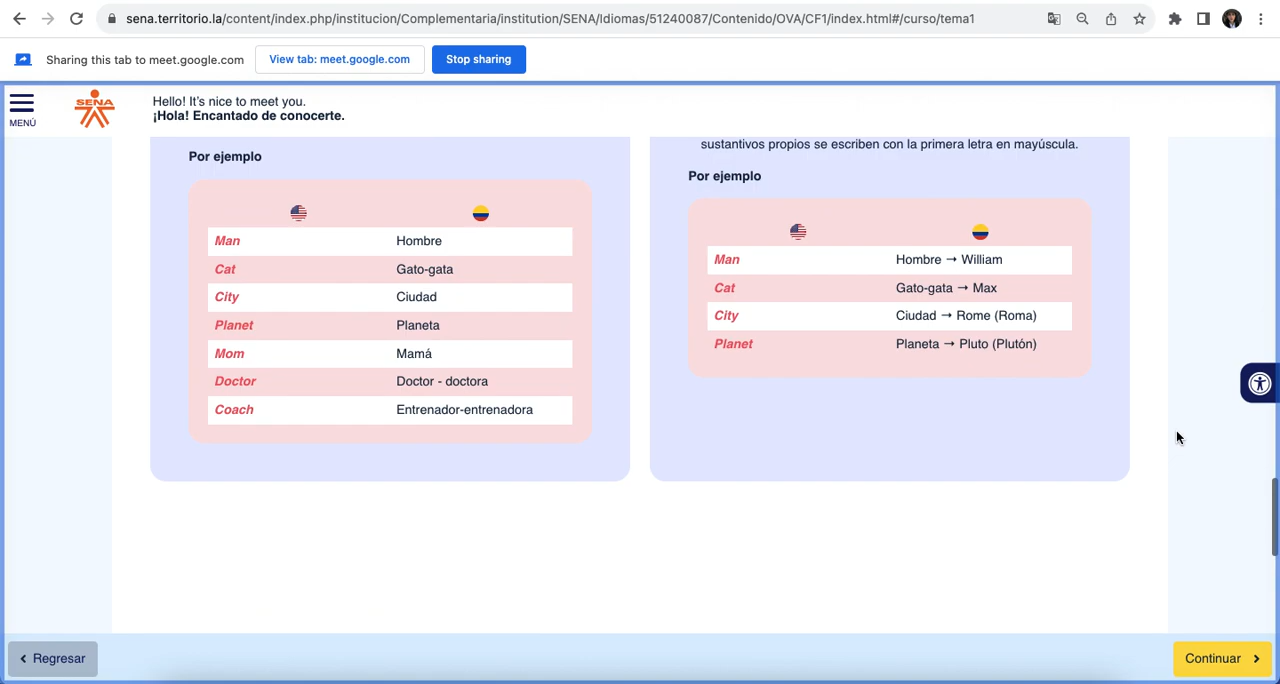 sena.territorio.la/content/index.php/institucion/Complementaria/institution/SENA/Idiomas/51240087/Contenido/OVA/CF1/index.html#/curso/tema1
Sharing this tab to meet.google.com
View tab: meet.google.com
Stop sharing
MENÚ
SENA
Hello! It's nice to meet you.
¡Hola! Encantado de conocerte.
Por ejemplo
Man Hombre
Cat Gato-gata
City Ciudad
Planet Planeta
Mom Mamá
Doctor Doctor - doctora
Coach Entrenador-entrenadora
sustantivos propios se escriben con la primera letra en mayúscula.
Por ejemplo
Man Hombre → William
Cat Gato-gata → Max
City Ciudad → Rome (Roma)
Planet Planeta → Pluto (Plutón)
Regresar
Continuar